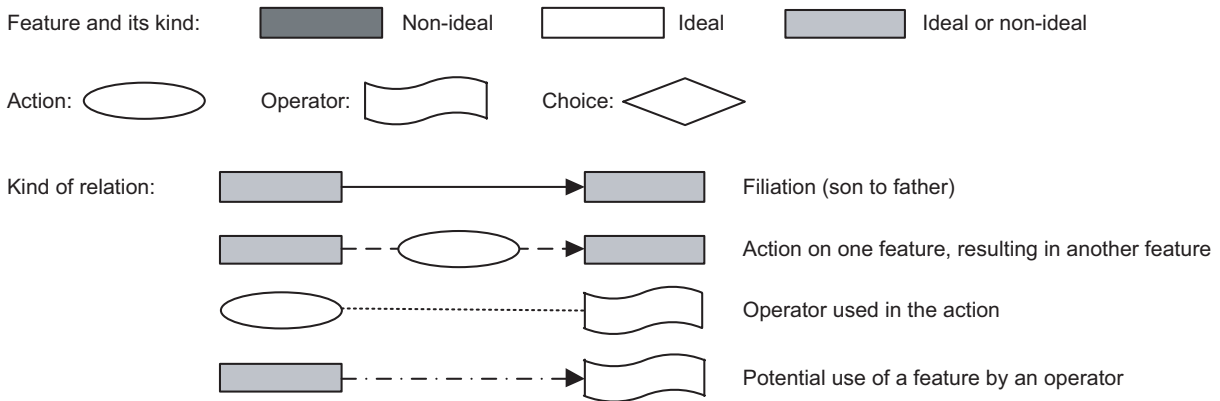 Feature and its kind: Non-ideal Ideal Ideal or non-ideal
Action: Operator: Choice:
Kind of relation: Filiation (son to father)
Action on one feature, resulting in another feature
Operator used in the action
Potential use of a feature by an operator